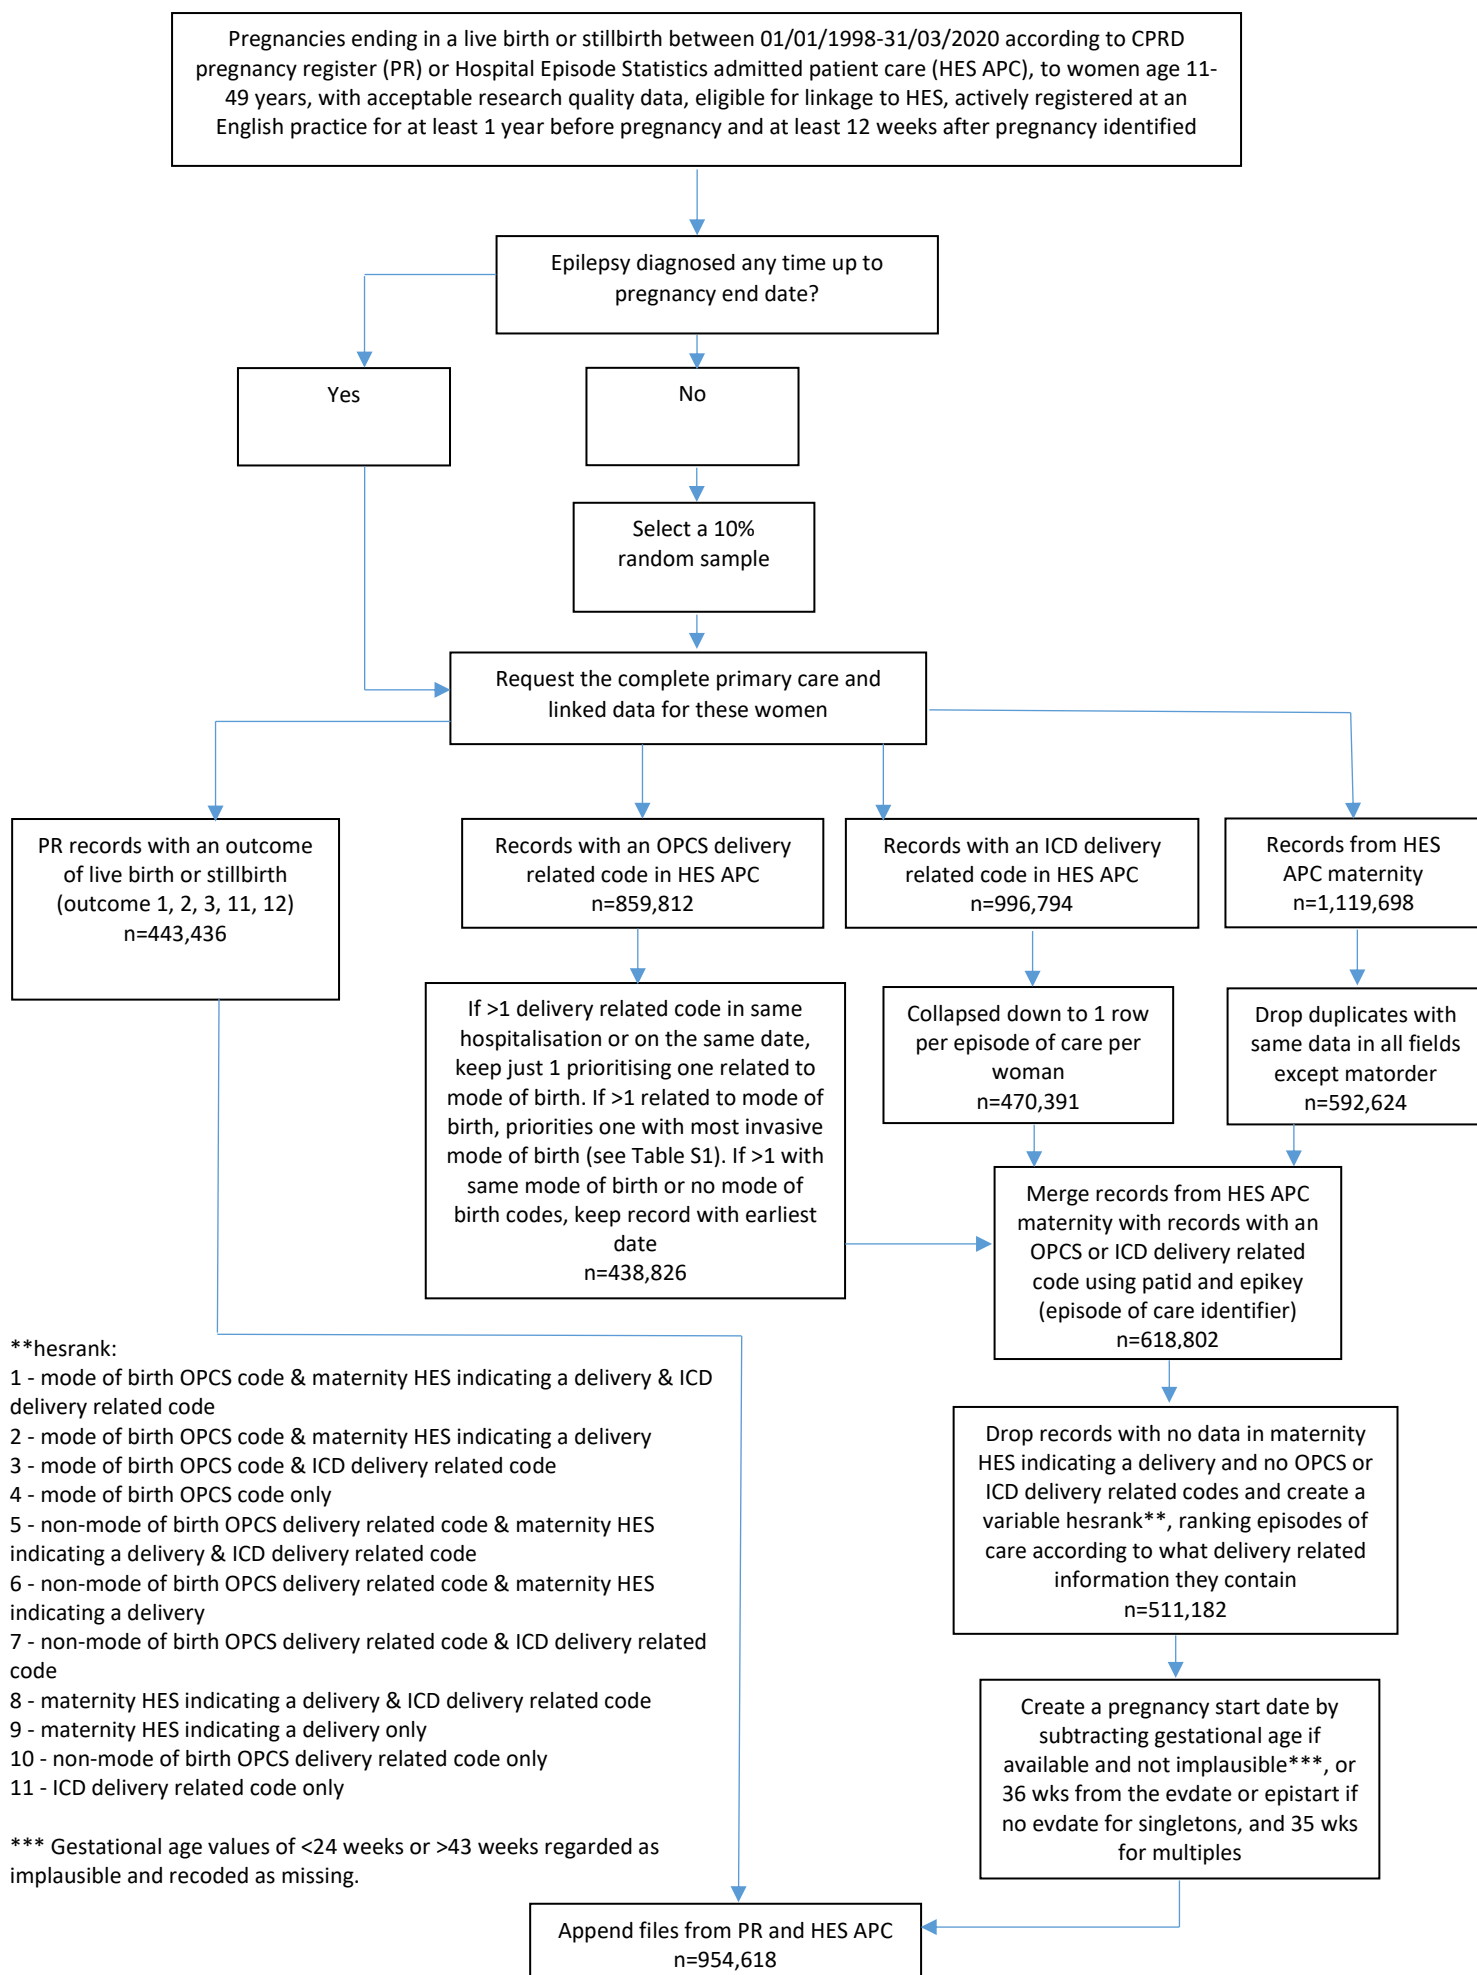 Pregnancies ending in a live birth or stillbirth between 01/01/1998-31/03/2020 according to CPRD
pregnancy register (PR) or Hospital Episode Statistics admitted patient care (HES APC), to women age 11-
49 years, with acceptable research quality data, eligible for linkage to HES, actively registered at an
English practice for at least 1 year before pregnancy and at least 12 weeks after pregnancy identified
Epilepsy diagnosed any time up to
pregnancy end date?
Yes
No
Select a 10%
random sample
Request the complete primary care and
linked data for these women
PR records with an outcome
of live birth or stillbirth
(outcome 1, 2, 3, 11, 12)
n=443,436
Records with an OPCS delivery
related code in HES APC
n=859,812
Records with an ICD delivery
related code in HES APC
n=996,794
Records from HES
APC maternity
n=1,119,698
If >1 delivery related code in same
hospitalisation or on the same date,
keep just 1 prioritising one related to
mode of birth. If >1 related to mode of
birth, priorities one with most invasive
mode of birth (see Table S1). If >1 with
same mode of birth or no mode of
birth codes, keep record with earliest
date
n=438,826
Collapsed down to 1 row
per episode of care per
woman
n=470,391
Drop duplicates with
same data in all fields
except matorder
n=592,624
Merge records from HES APC
maternity with records with an
OPCS or ICD delivery related
code using patid and epikey
(episode of care identifier)
n=618,802
Drop records with no data in maternity
HES indicating a delivery and no OPCS or
ICD delivery related codes and create a
variable hesrank**, ranking episodes of
care according to what delivery related
information they contain
n=511,182
Create a pregnancy start date by
subtracting gestational age if
available and not implausible***, or
36 wks from the evdate or epistart if
no evdate for singletons, and 35 wks
for multiples
**hesrank:
1 - mode of birth OPCS code & maternity HES indicating a delivery & ICD
delivery related code
2 - mode of birth OPCS code & maternity HES indicating a delivery
3 - mode of birth OPCS code & ICD delivery related code
4 - mode of birth OPCS code only
5 - non-mode of birth OPCS delivery related code & maternity HES
indicating a delivery & ICD delivery related code
6 - non-mode of birth OPCS delivery related code & maternity HES
indicating a delivery
7 - non-mode of birth OPCS delivery related code & ICD delivery related
code
8 - maternity HES indicating a delivery & ICD delivery related code
9 - maternity HES indicating a delivery only
10 - non-mode of birth OPCS delivery related code only
11 - ICD delivery related code only
*** Gestational age values of <24 weeks or >43 weeks regarded as
implausible and recoded as missing.
Append files from PR and HES APC
n=954,618